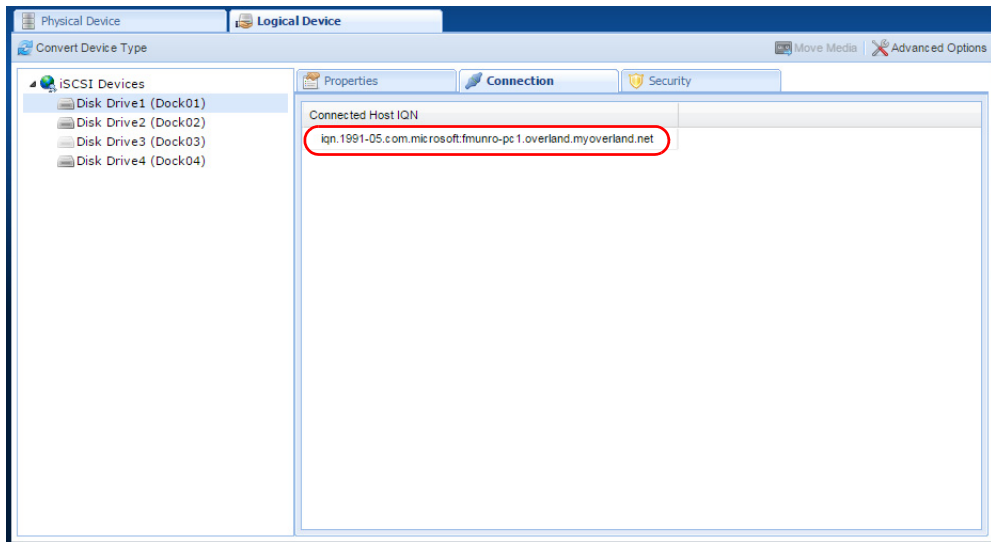 Physical Device
Logical Device
Convert Device Type
Move Media
Advanced Options
iSCSI Devices
Disk Drive1 (Dock01)
Disk Drive2 (Dock02)
Disk Drive3 (Dock03)
Disk Drive4 (Dock04)
Properties
Connection
Security
Connected Host IQN
iqn.1991-05.com.microsoft:fmunro-pc1.overland.myoverland.net